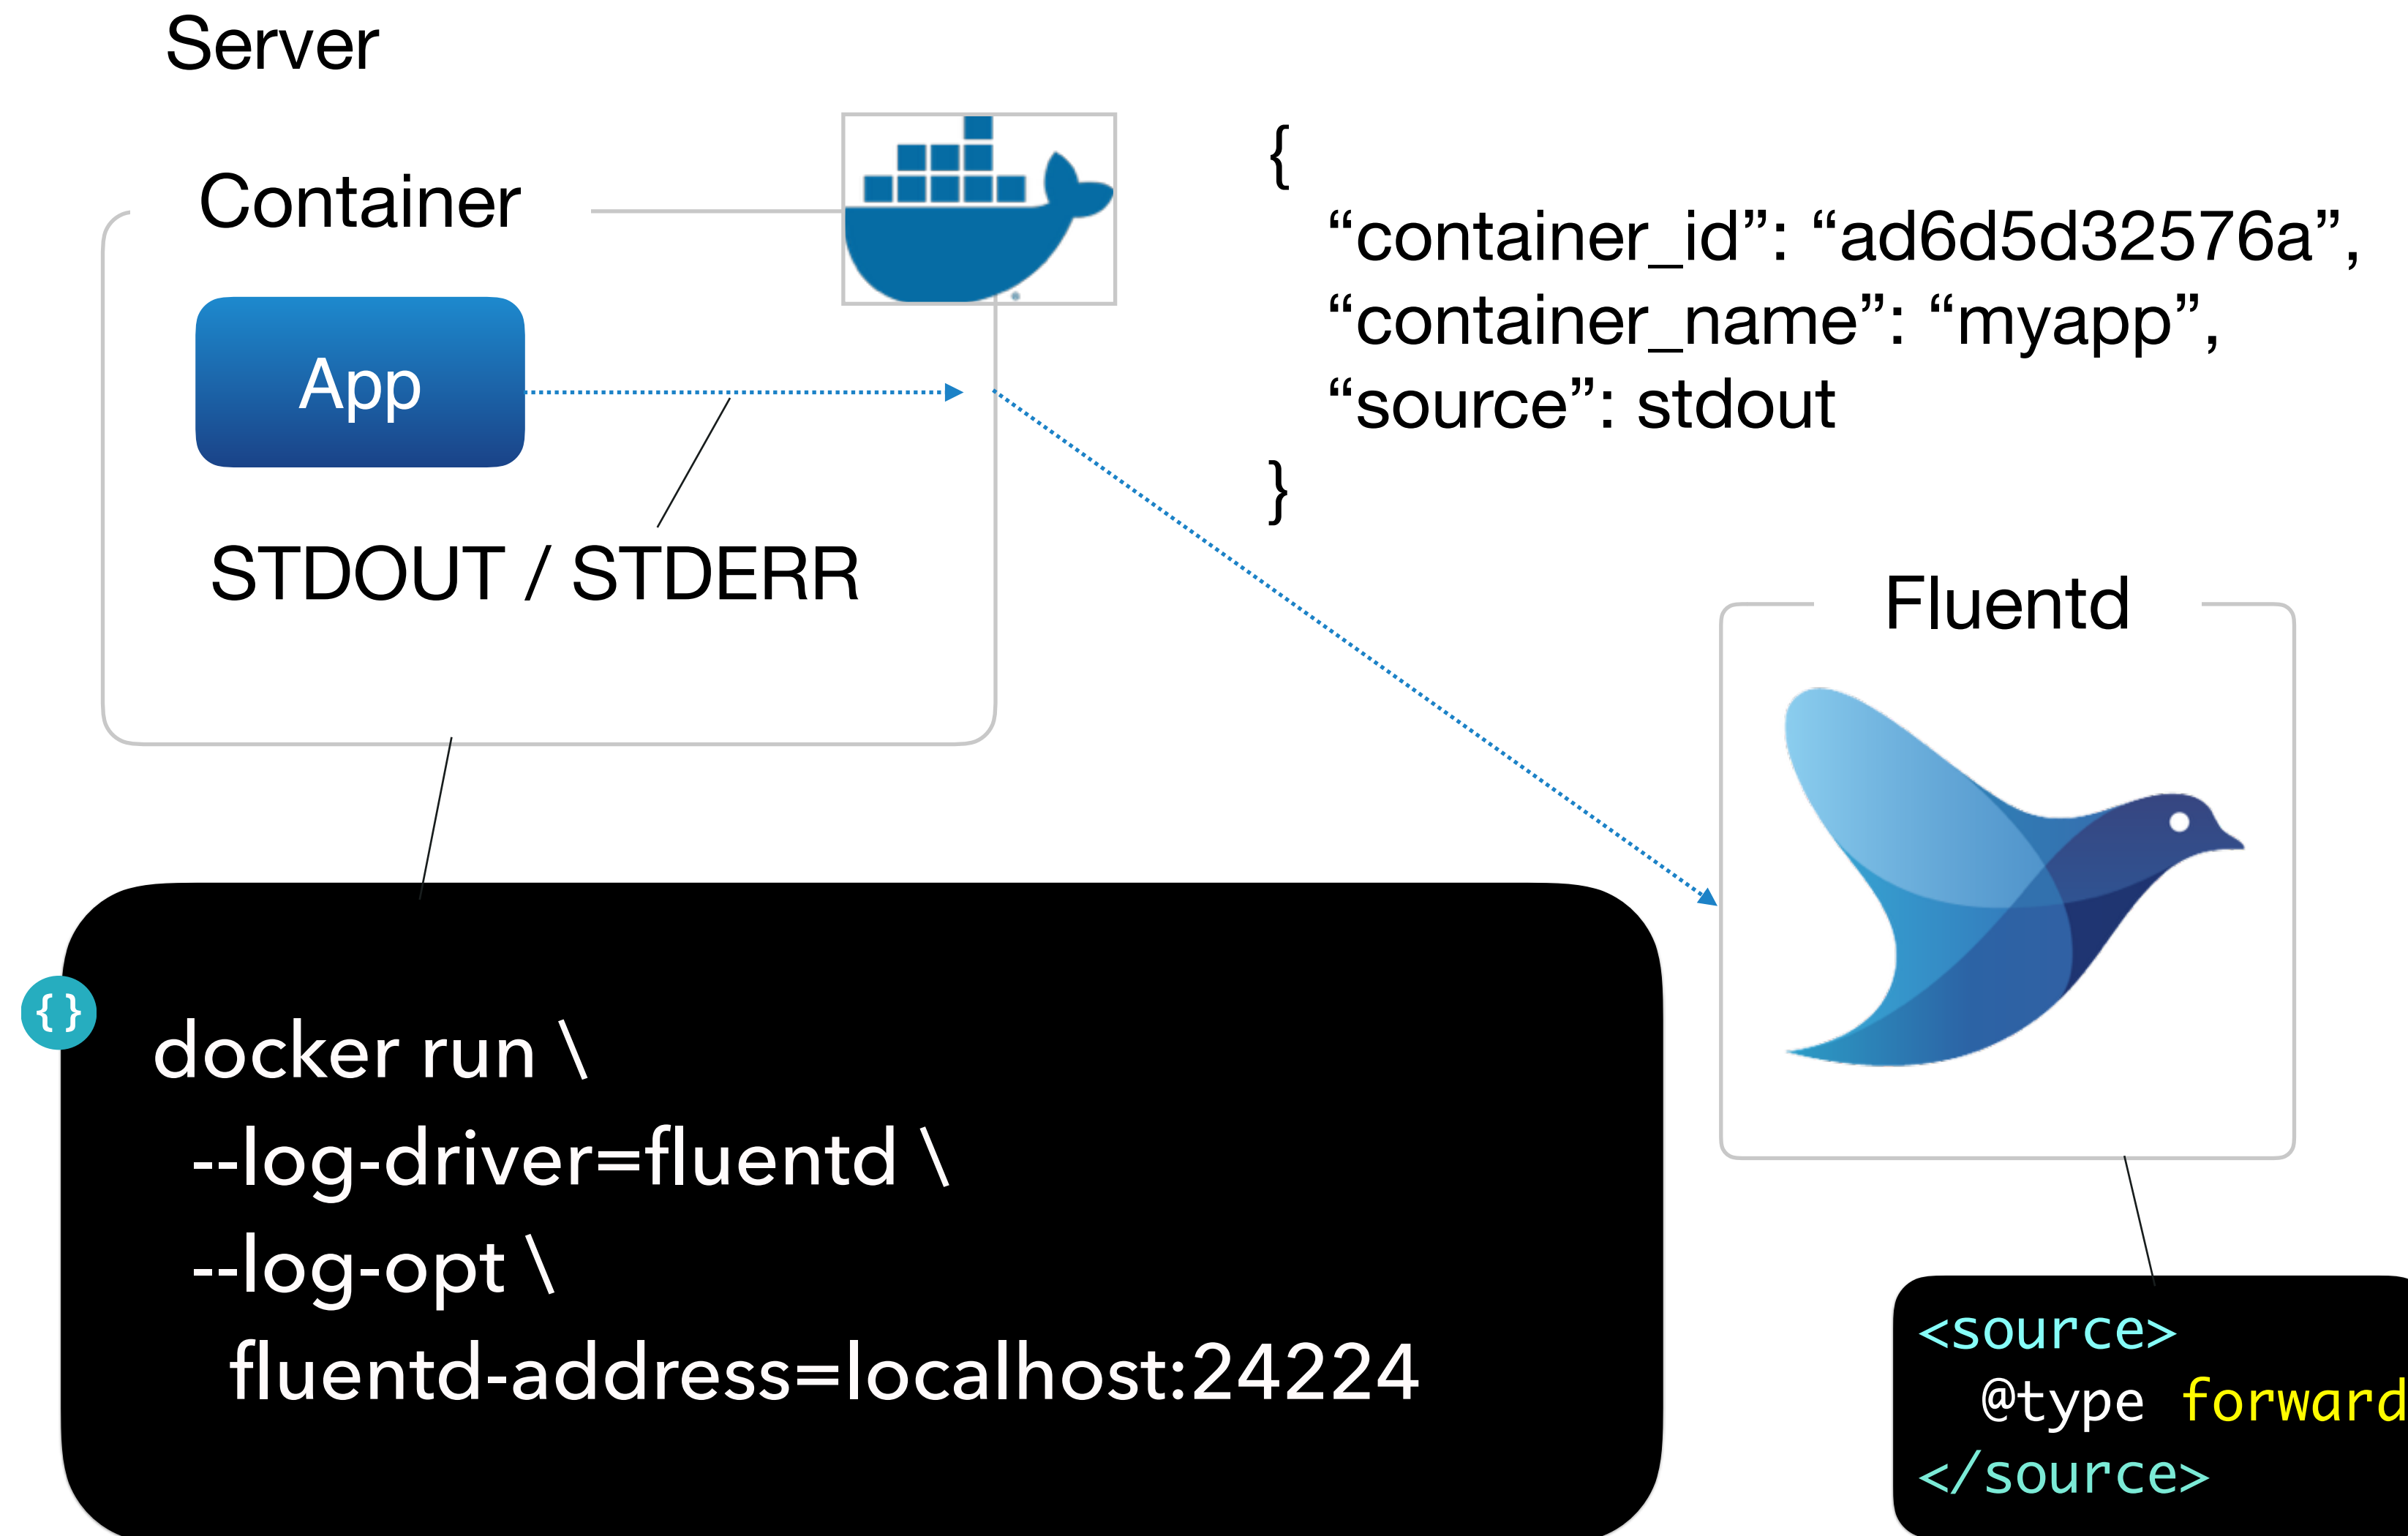 Server
Container
App
STDOUT / STDERR
{
“container_id”: “ad6d5d32576a”,
“container_name”: “myapp”,
“source”: stdout
}
Fluentd
{}
docker run \
--log-driver=fluentd \
--log-opt \
fluentd-address=localhost:24224
<source>
@type forward
</source>